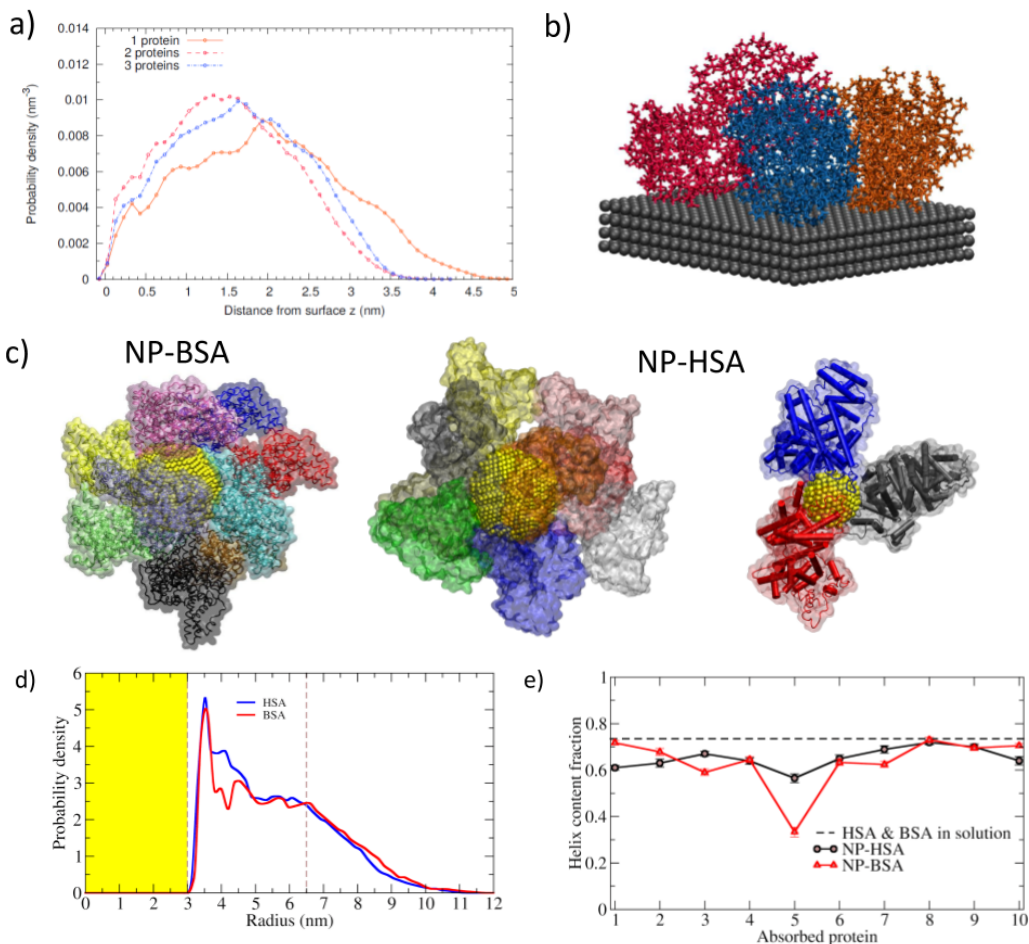 a)
0.014
0.012
0.01
0.008
0.006
0.004
0.002
0
Probability density (nm-3)
1 protein
2 proteins
3 proteins
0 0.5 1 1.5 2 2.5 3 3.5 4 4.5 5
Distance from surface z (nm)
b)
c)
NP-BSA
NP-HSA
d)
6
5
4
3
2
1
0
Probability density
HSA
BSA
0 1 2 3 4 5 6 7 8 9 10 11 12
Radius (nm)
e)
1
0.8
0.6
0.4
0.2
0
Helix content fraction
HSA & BSA in solution
NP-HSA
NP-BSA
1 2 3 4 5 6 7 8 9 10
Absorbed protein